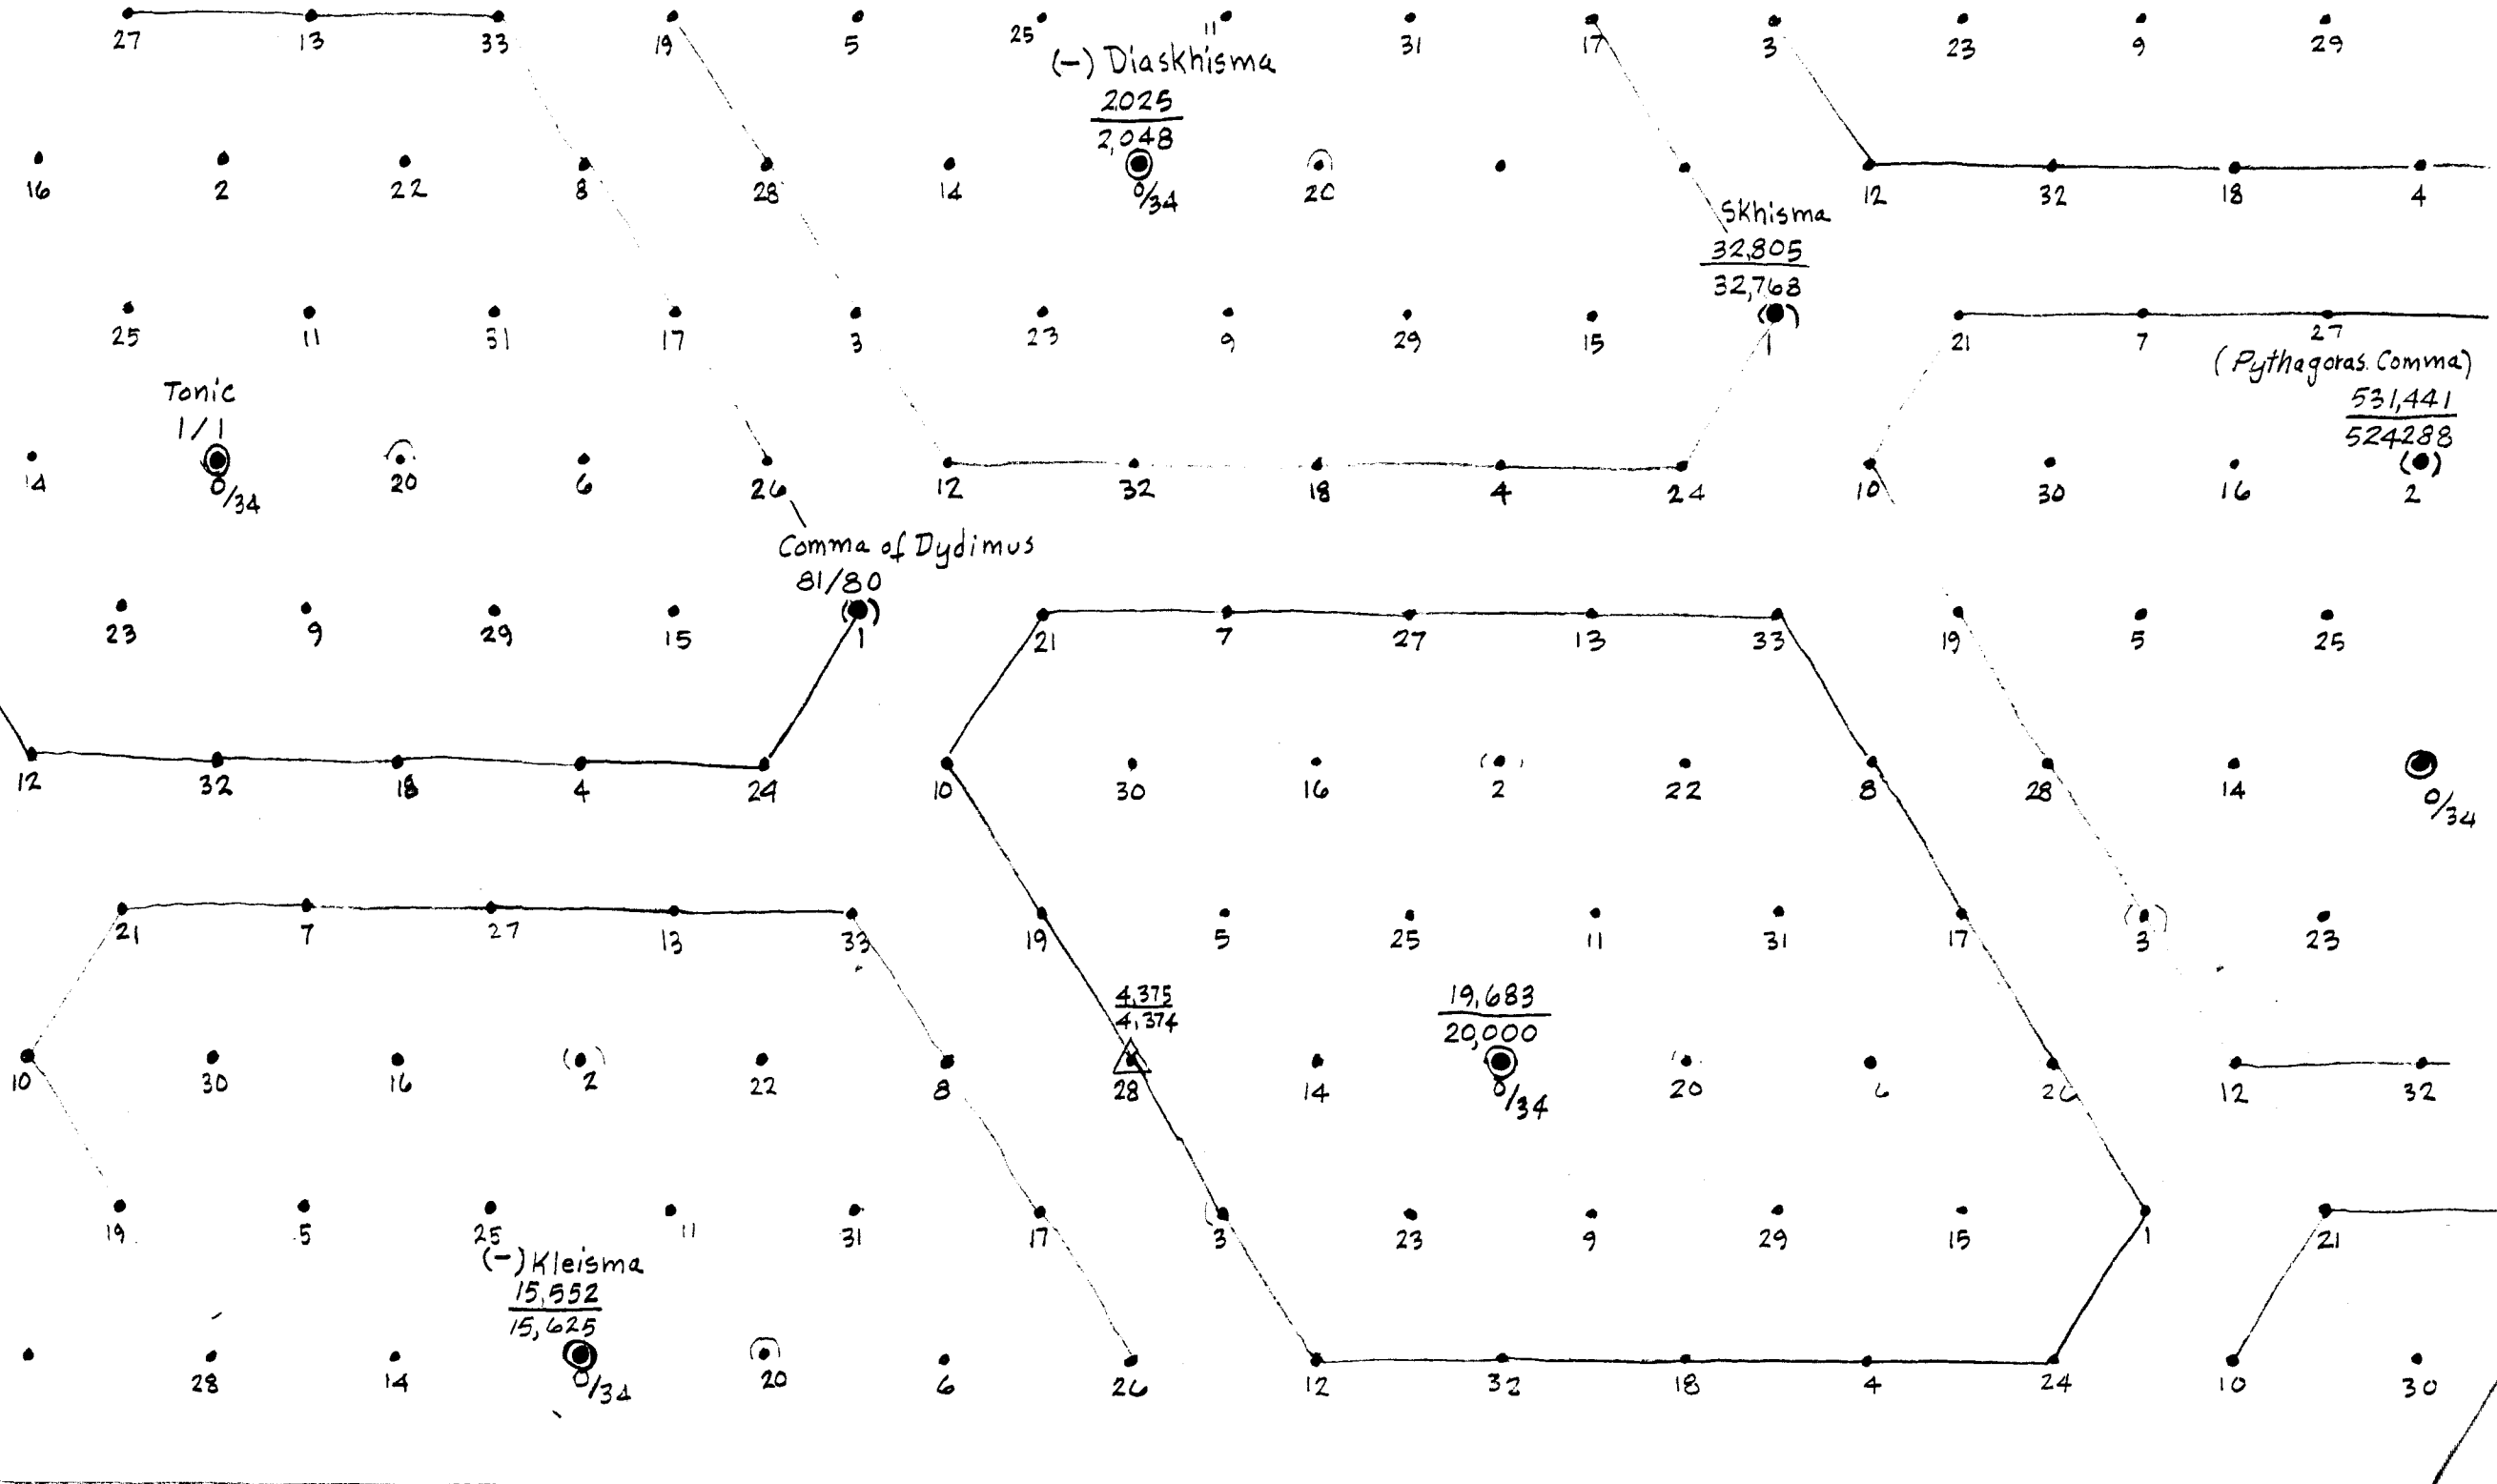 27 13 33 19 5 25 11 31 17 3 23 9 29
(-) Diaskhisma
2025
2,048
16 2 22 8 28 14 0/34 20 12 32 18 4
Skhisma
32,805
32,768
25 11 31 17 3 23 9 29 15 1 21 7 27
(Pythagoras. Comma)
531,441
524288
Tonic
1/1
14 0/34 20 6 26 12 32 18 4 24 10 30 16 2
Comma of Dydimus
81/80
23 9 29 15 1 21 7 27 13 33 19 5 25
12 32 18 4 24 10 30 16 2 22 8 28 14 0/34
21 7 27 13 33 19 5 25 11 31 17 3 23
4,375
4,374
19,683
20,000
10 30 16 2 22 8 28 14 0/34 20 6 26 12 32
19 5 25 11 31 17 3 23 9 29 15 1 21
(-) Kleisma
15,552
15,625
28 14 0/34 20 6 26 12 32 18 4 24 10 30